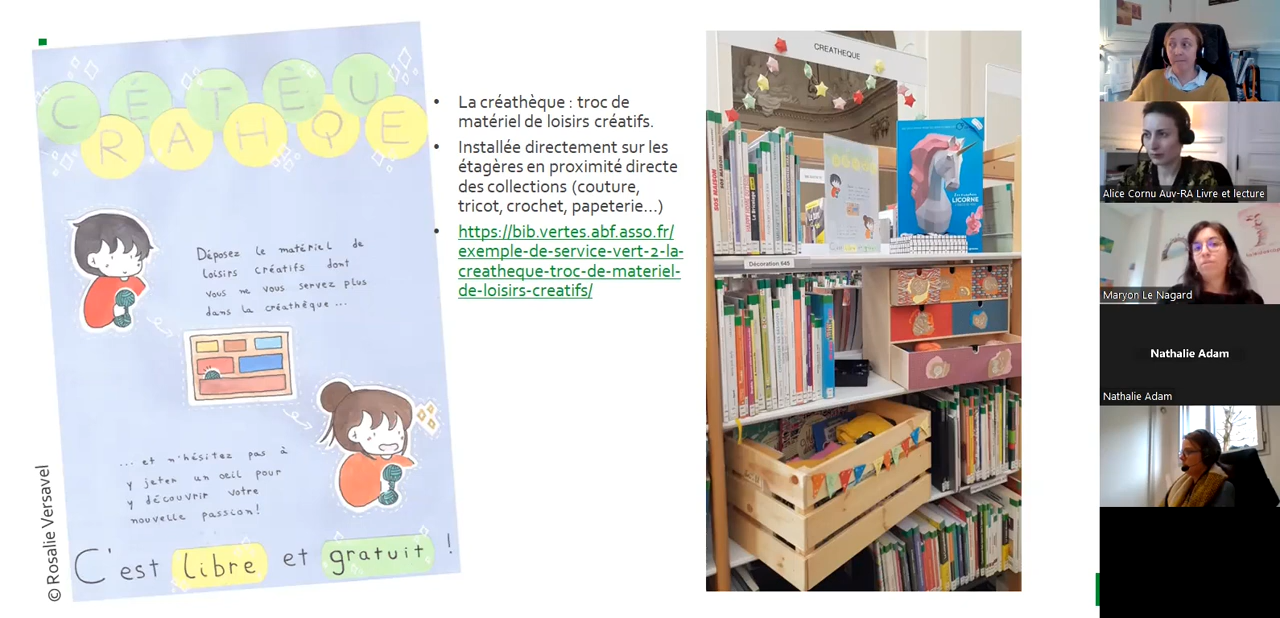 CRÉATHÈQUE
Déposez le matériel de
loisirs créatifs dont
vous ne vous servez plus
dans la créathèque ...
... et n'hésitez pas à
y jeter un oeil pour
y découvrir votre
nouvelle passion!
C'est libre et gratuit !
© Rosalie Versavel
• La créathèque : troc de
matériel de loisirs créatifs.
• Installée directement sur les
étagères en proximité directe
des collections (couture,
tricot, crochet, papeterie...)
• https://bib.vertes.abf.asso.fr/
exemple-de-service-vert-2-la-
creatheque-troc-de-materiel-
de-loisirs-creatifs/
CREATHEQUE
SOS MAISON
LICORNE
Décoration 645
Alice Cornu Auv-RA Livre et lecture
Maryon Le Nagard
Nathalie Adam
Nathalie Adam